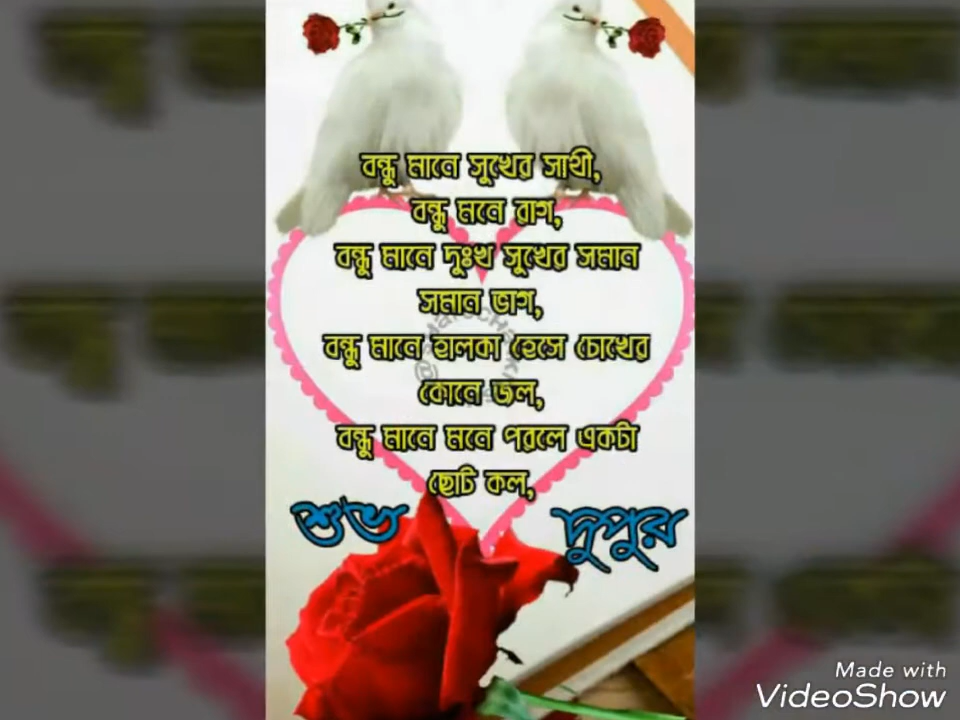 বন্ধু মানে সুখের সাথী,
বন্ধু মনে রাগ,
বন্ধু মানে দুঃখ সুখের সমান
সমান ভাগ,
বন্ধু মানে হালকা হেসে চোখের
কোনে জল,
বন্ধু মানে মনে পরলে একটা
ছোট কল,
শুভ দুপুর
Made with
VideoShow